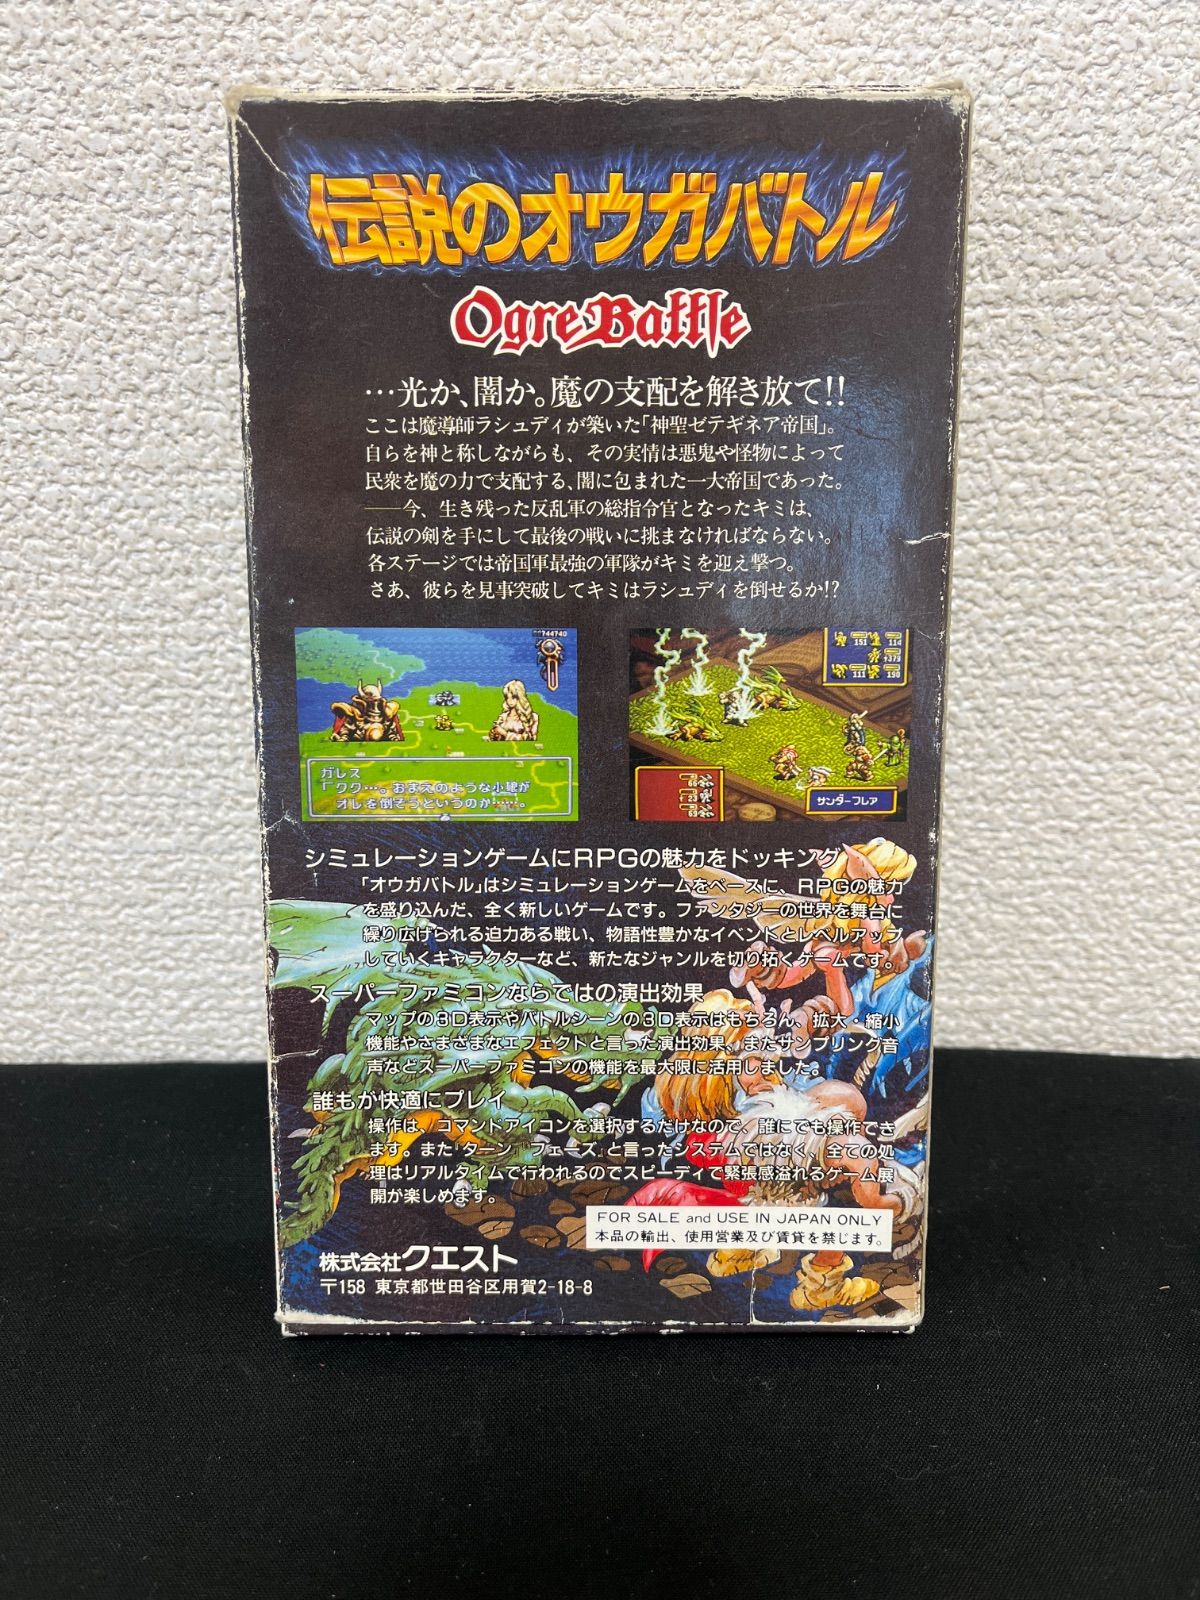 伝説のオウガバトル
OgreBattle
…光か、闇か。魔の支配を解き放て!!
ここは魔導師ラシュディが築いた「神聖ゼテギネア帝国」。
自らを神と称しながらも、その実情は悪鬼や怪物によって
民衆を魔の力で支配する、闇に包まれた一大帝国であった。
――今、生き残った反乱軍の総指令官となったキミは、
伝説の剣を手にして最後の戦いに挑まなければならない。
各ステージでは帝国軍最強の軍隊がキミを迎え撃つ。
さあ、彼らを見事突破してキミはラシュディを倒せるか!?
744740
ガレス
「ククク…。おまえのような小娘が
オレを倒そうというのか……。
151 114
1379
111 190
66
23
69
サンダーフレア
シミュレーションゲームにRPGの魅力をドッキング
「オウガバトル」はシミュレーションゲームをベースに、RPGの魅力
を盛り込んだ、全く新しいゲームです。ファンタジーの世界を舞台に
繰り広げられる迫力ある戦い、物語性豊かなイベントとレベルアップ
していくキャラクターなど、新たなジャンルを切り拓くゲームです。
スーパーファミコンならではの演出効果
マップの3D表示やバトルシーンの3D表示はもちろん、拡大・縮小
機能やさまざまなエフェクトと言った演出効果、またサンプリング音
声などスーパーファミコンの機能を最大限に活用しました。
誰もが快適にプレイ
操作は、コマンドアイコンを選択するだけなので、誰にでも操作でき
ます。また『ターン』『フェーズ』と言ったシステムではなく、全ての処
理はリアルタイムで行われるのでスピーディで緊張感溢れるゲーム展
開が楽しめます。
FOR SALE and USE IN JAPAN ONLY
本品の輸出、使用営業及び賃貸を禁じます。
株式会社クエスト
〒158 東京都世田谷区用賀2-18-8